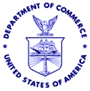 DEPARTMENT OF COMMERCE
UNITED STATES OF AMERICA